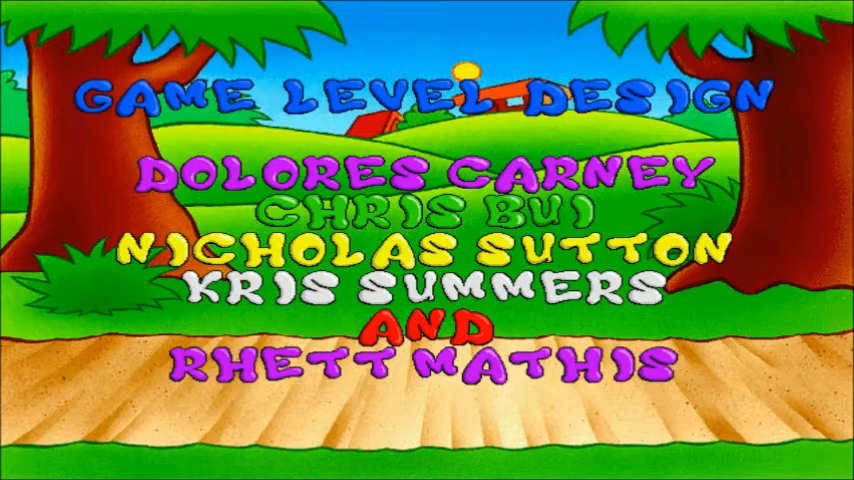 GAME LEVEL DESIGN
DOLORES CARNEY
CHRIS BUI
NICHOLAS SUTTON
KRIS SUMMERS
AND
RHETT MATHIS